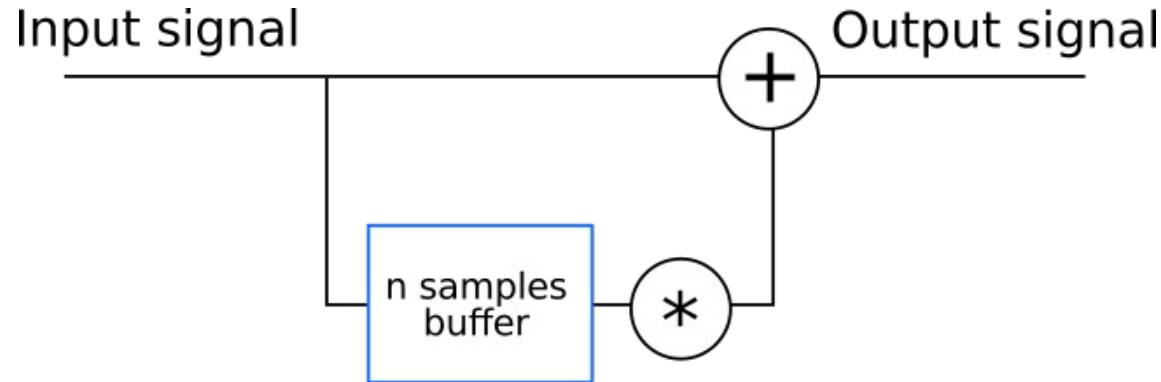 Input signal
Output signal
+
n samples
buffer
*